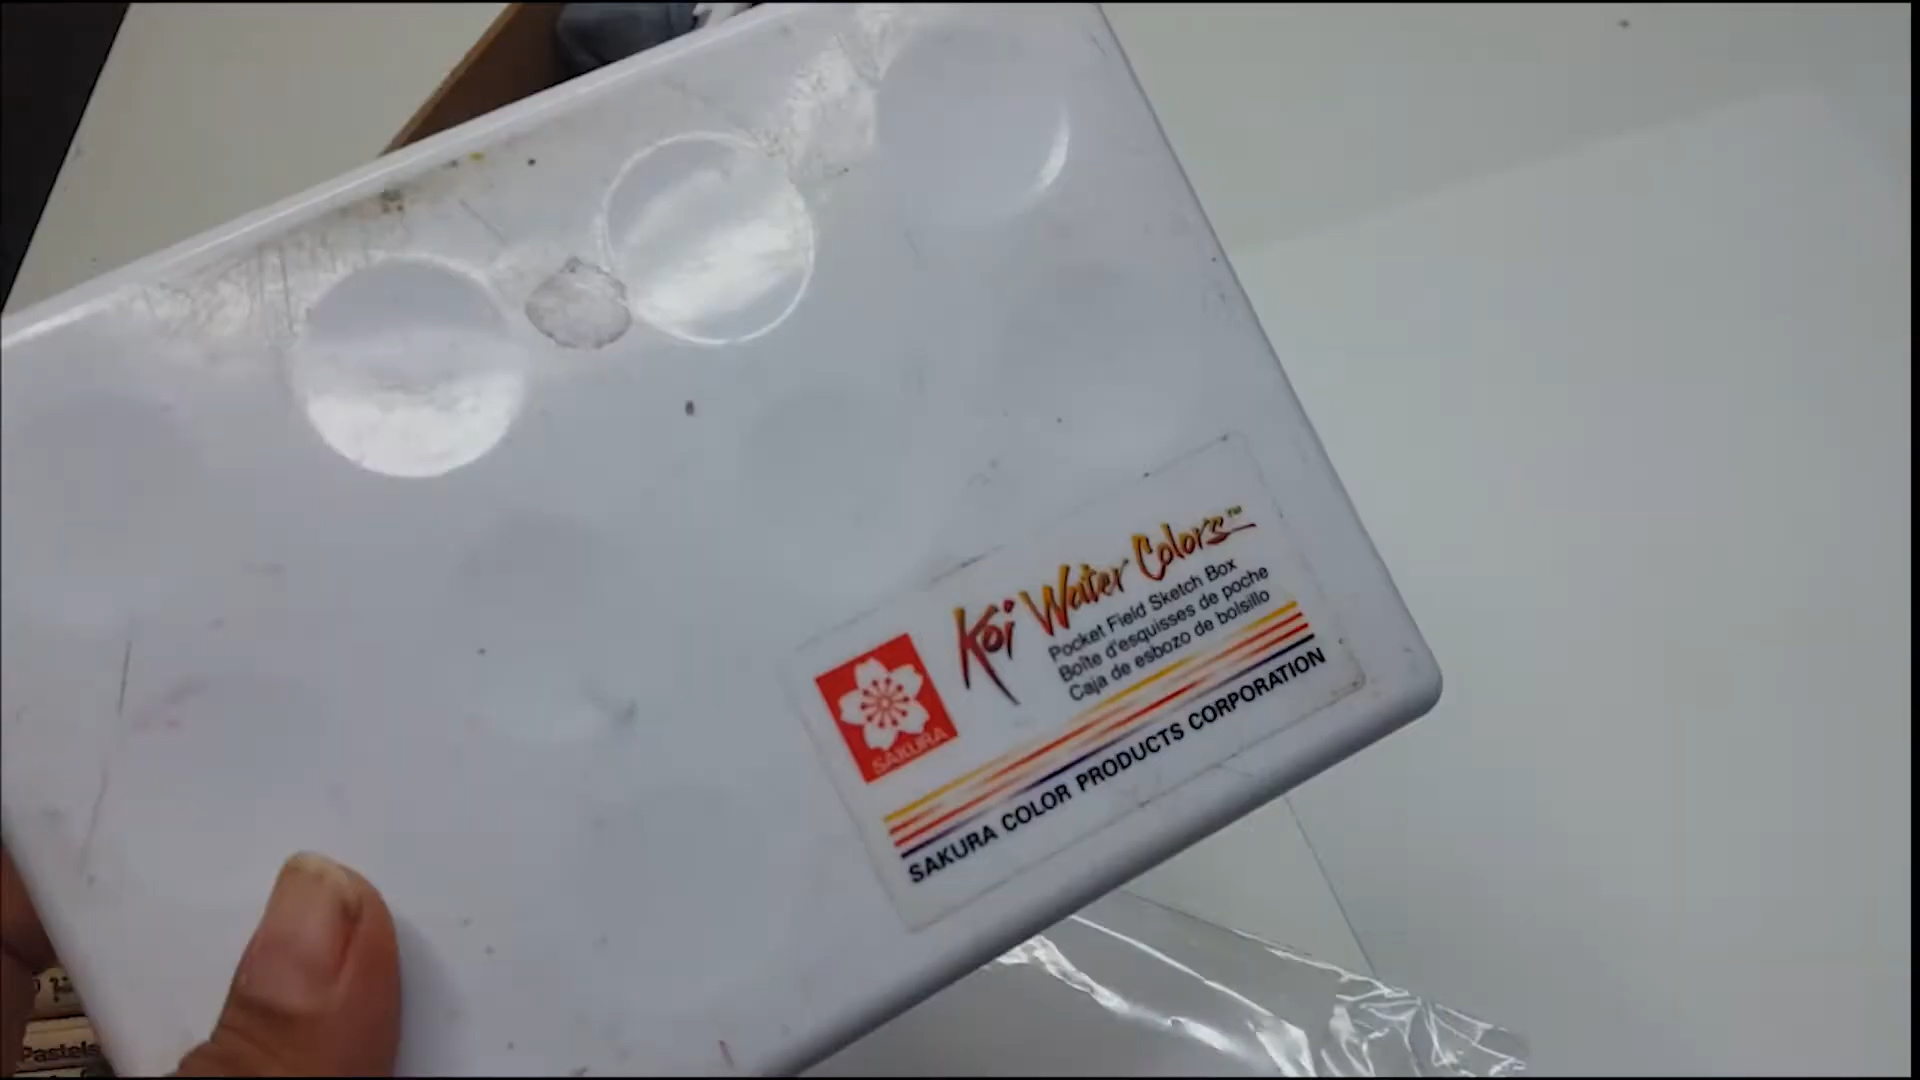 Koi Water Colors™
Pocket Field Sketch Box
Boîte d'esquisses de poche
Caja de esbozo de bolsillo
SAKURA
SAKURA COLOR PRODUCTS CORPORATION
Pastels